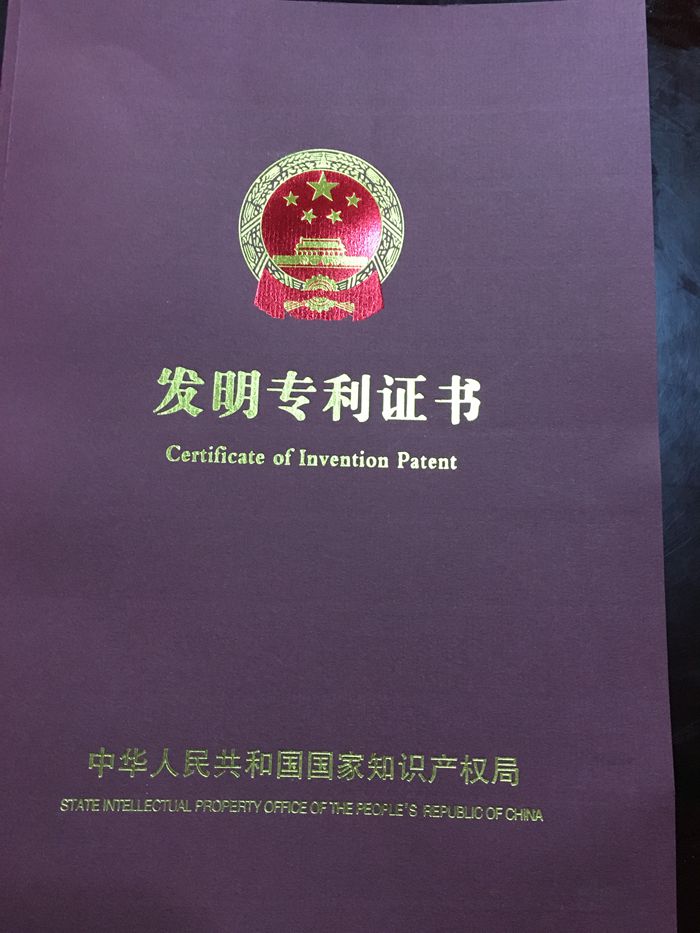 发明专利证书
Certificate of Invention Patent
中华人民共和国国家知识产权局
STATE INTELLECTUAL PROPERTY OFFICE OF THE PEOPLE'S REPUBLIC OF CHINA